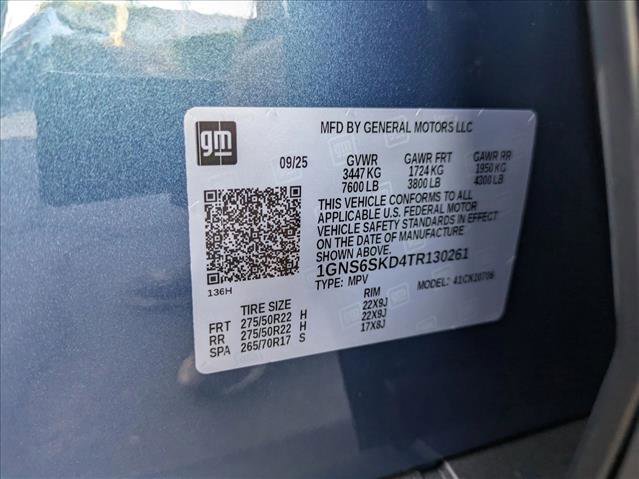 gm
MFD BY GENERAL MOTORS LLC
09/25 GVWR GAWR FRT GAWR RR
3447 KG 1724 KG 1950 KG
7600 LB 3800 LB 4300 LB
THIS VEHICLE CONFORMS TO ALL
APPLICABLE U.S. FEDERAL MOTOR
VEHICLE SAFETY STANDARDS IN EFFECT
ON THE DATE OF MANUFACTURE
SHOWN ABOVE.
1GNS6SKD4TR130261
136H TYPE: MPV MODEL: 41CK10706
TIRE SIZE RIM
FRT 275/50R22 H 22X9J
RR 275/50R22 H 22X9J
SPA 265/70R17 S 17X8J